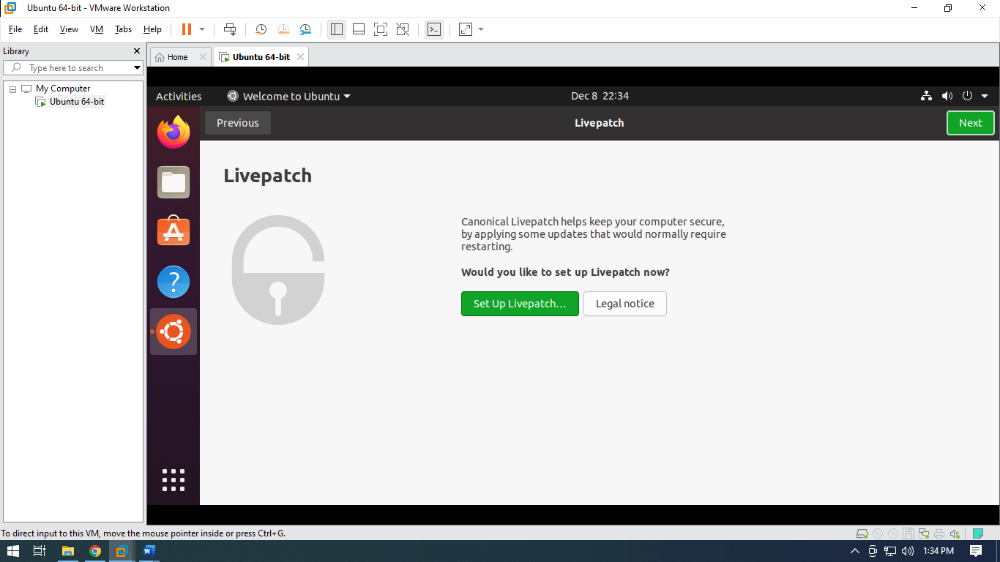 Ubuntu 64-bit - VMware Workstation
File Edit View VM Tabs Help
Library
Type here to search
My Computer
Ubuntu 64-bit
Home
Ubuntu 64-bit
Activities Welcome to Ubuntu Dec 8 22:34
Previous Livepatch Next
Livepatch
Canonical Livepatch helps keep your computer secure,
by applying some updates that would normally require
restarting.
Would you like to set up Livepatch now?
Set Up Livepatch… Legal notice
To direct input to this VM, move the mouse pointer inside or press Ctrl+G.
1:34 PM